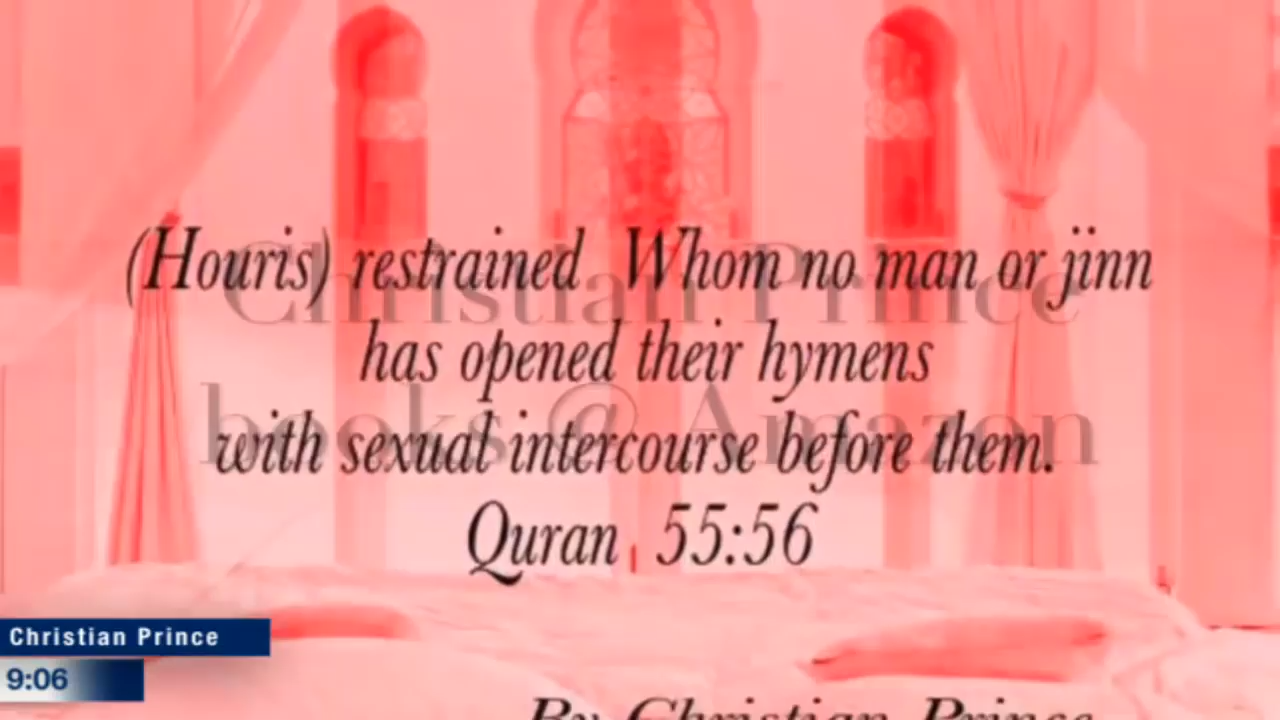 (Houris) restrained Whom no man or jinn
Christian Prince
has opened their hymens
books @ Amazon
with sexual intercourse before them.
Quran 55:56
Christian Prince
9:06
By Christian Prince